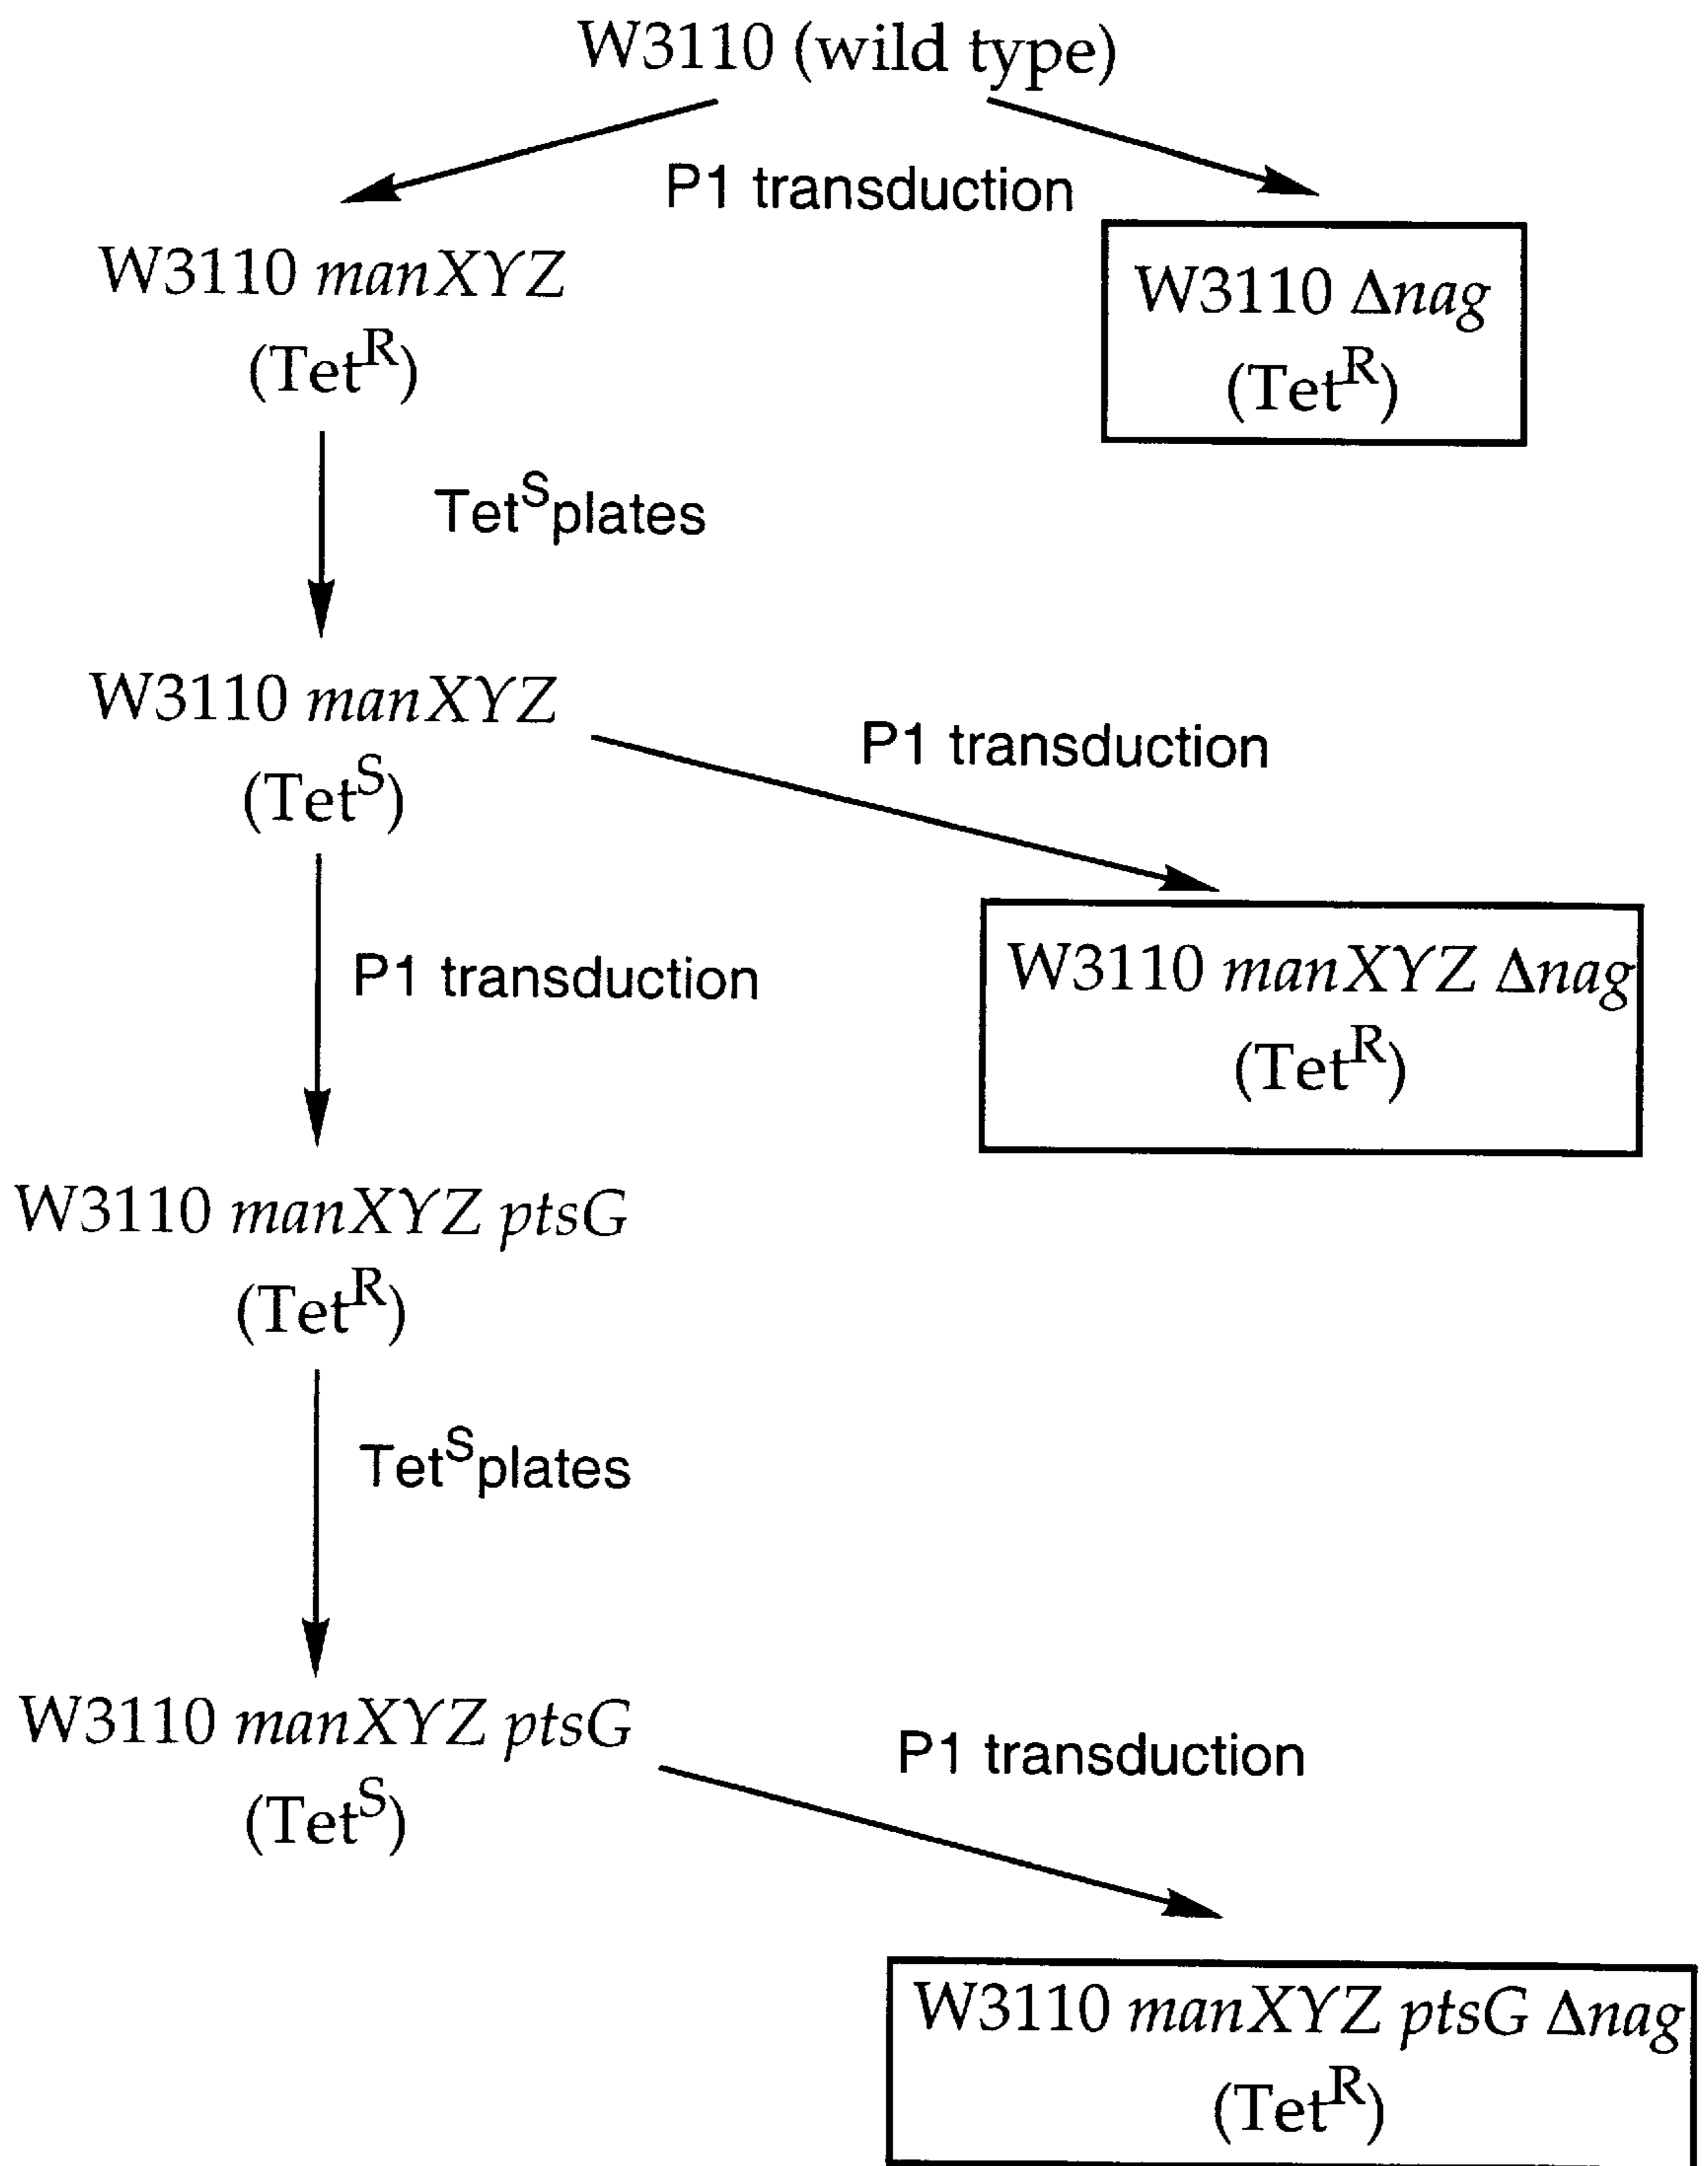 W3110 (wild type)
P1 transduction
W3110 manXYZ
(Tet^R)
W3110 Δnag
(Tet^R)
Tet^S plates
W3110 manXYZ
(Tet^S)
P1 transduction
W3110 manXYZ Δnag
(Tet^R)
P1 transduction
W3110 manXYZ ptsG
(Tet^R)
Tet^S plates
W3110 manXYZ ptsG
(Tet^S)
P1 transduction
W3110 manXYZ ptsG Δnag
(Tet^R)